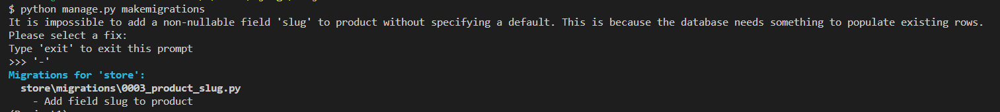 $ python manage.py makemigrations
It is impossible to add a non-nullable field 'slug' to product without specifying a default. This is because the database needs something to populate existing rows.
Please select a fix:
Type 'exit' to exit this prompt
>>> '-'
Migrations for 'store':
store\migrations\0003_product_slug.py
- Add field slug to product